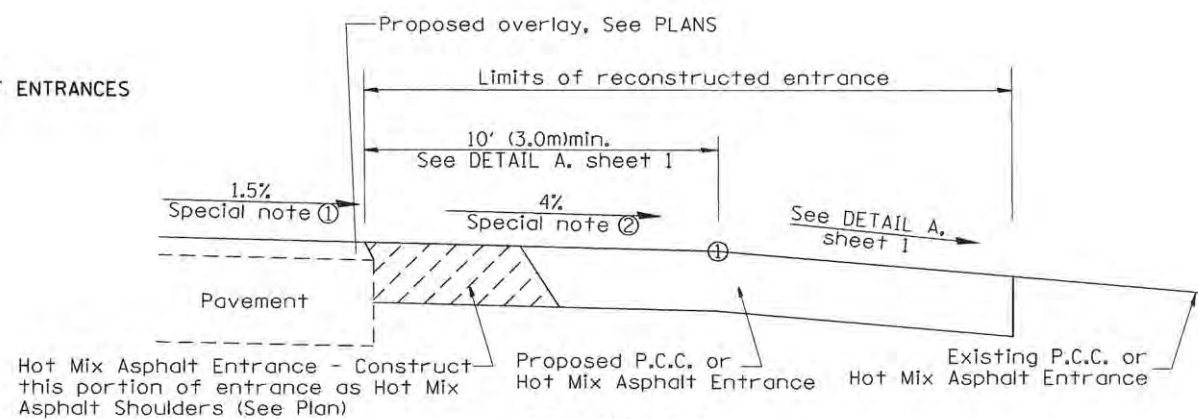 Proposed overlay, See PLANS
ENTRANCES
Limits of reconstructed entrance
10' (3.0m)min.
See DETAIL A. sheet 1
1.5%
Special note ①
4%
Special note ②
See DETAIL A.
sheet 1
①
Pavement
Hot Mix Asphalt Entrance - Construct
this portion of entrance as Hot Mix
Asphalt Shoulders (See Plan)
Proposed P.C.C. or
Hot Mix Asphalt Entrance
Existing P.C.C. or
Hot Mix Asphalt Entrance